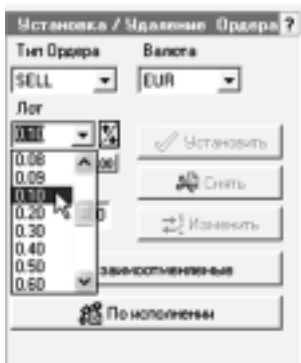 Установка / Удаление Ордера ?
Тип Ордера Валюта
SELL EUR
Лот
0.10 %
Установить
0.08
0.09
Снять
0.10
0.20
Изменить
0.30
0.40
0.50
заимоотмененные
0.60
По исполнении